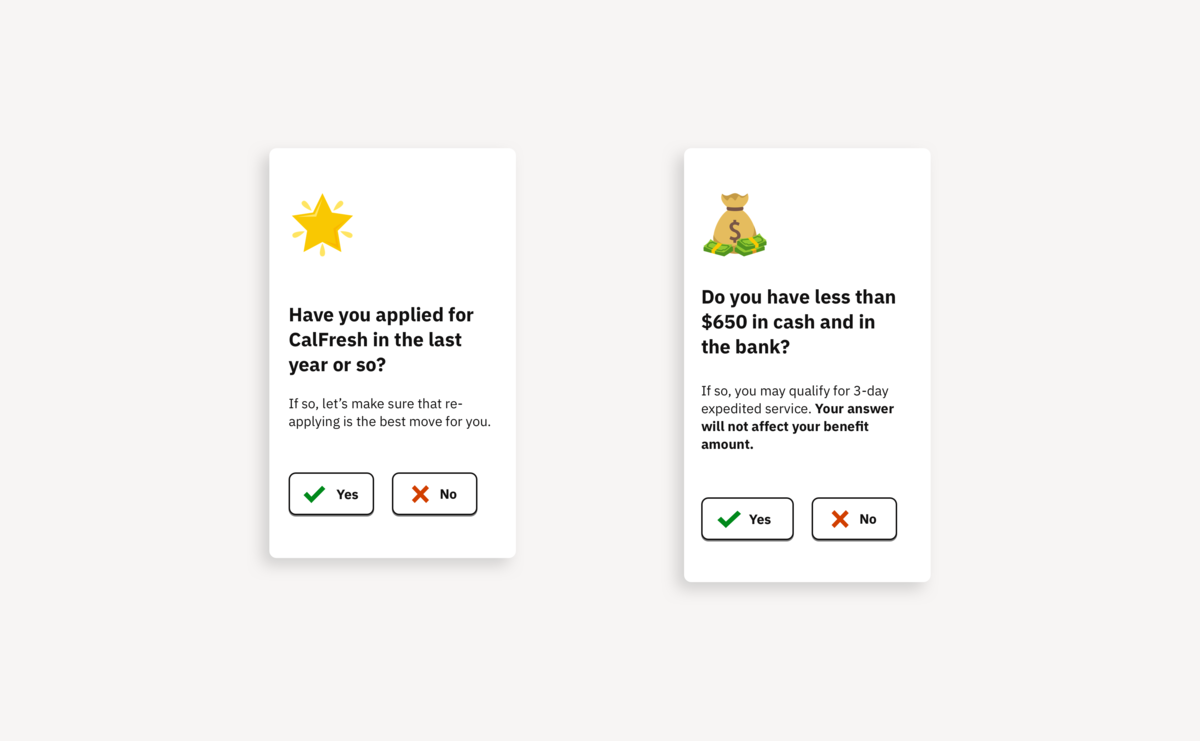 Have you applied for
CalFresh in the last
year or so?
If so, let’s make sure that re-
applying is the best move for you.
Yes
No
$
Do you have less than
$650 in cash and in
the bank?
If so, you may qualify for 3-day
expedited service. Your answer
will not affect your benefit
amount.
Yes
No